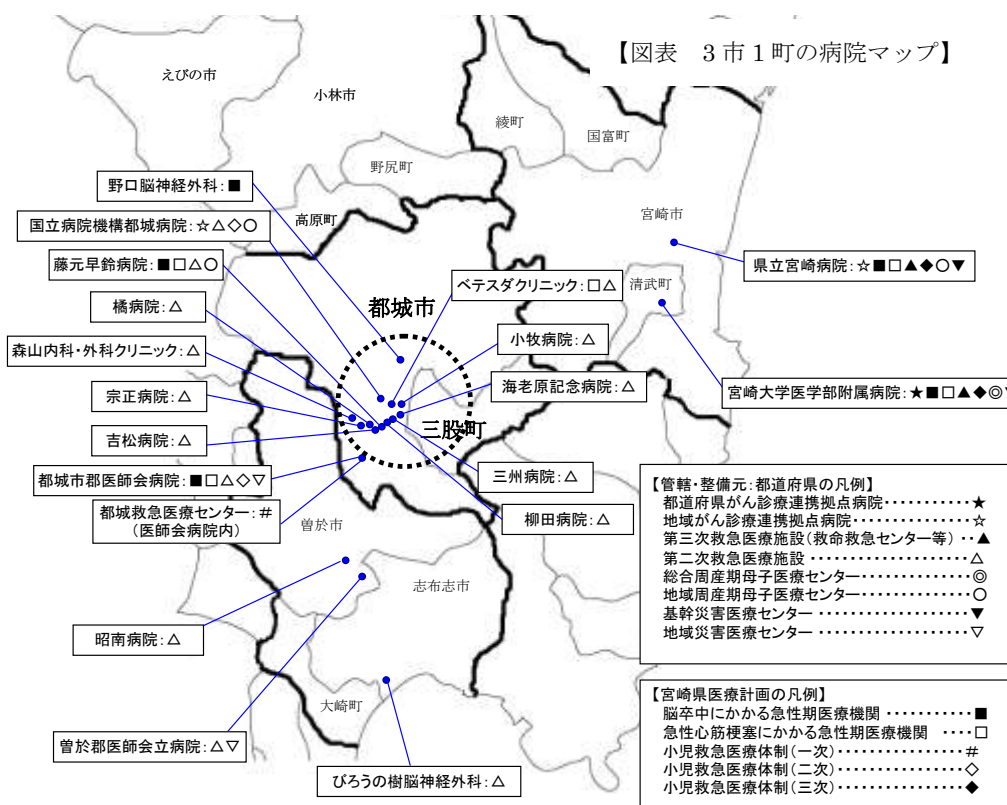 【図表　3市1町の病院マップ】
えびの市
小林市
綾町
国富町
野尻町
野口脳神経外科:■
宮崎市
国立病院機構都城病院:☆△◇○
高原町
藤元早鈴病院:■□△○
ベテスダクリニック:□△
県立宮崎病院:☆■□▲◆○▼
清武町
橘病院:△
都城市
小牧病院:△
森山内科・外科クリニック:△
海老原記念病院:△
宮崎大学医学部附属病院:★■□▲◆◎
宗正病院:△
三股町
吉松病院:△
三州病院:△
都城市郡医師会病院:■□△◇▽
都城救急医療センター:#
(医師会病院内)
柳田病院:△
曽於市
志布志市
昭南病院:△
大崎町
曽於郡医師会立病院:△▽
びろうの樹脳神経外科:△
【管轄・整備元:都道府県の凡例】
都道府県がん診療連携拠点病院‥‥‥‥‥★
地域がん診療連携拠点病院‥‥‥‥‥‥‥☆
第三次救急医療施設(救命救急センター等)‥▲
第二次救急医療施設‥‥‥‥‥‥‥‥‥‥△
総合周産期母子医療センター‥‥‥‥‥‥◎
地域周産期母子医療センター‥‥‥‥‥‥○
基幹災害医療センター‥‥‥‥‥‥‥‥‥▼
地域災害医療センター‥‥‥‥‥‥‥‥‥▽
【宮崎県医療計画の凡例】
脳卒中にかかる急性期医療機関‥‥‥‥‥■
急性心筋梗塞にかかる急性期医療機関‥‥□
小児救急医療体制(一次)‥‥‥‥‥‥‥‥#
小児救急医療体制(二次)‥‥‥‥‥‥‥‥◇
小児救急医療体制(三次)‥‥‥‥‥‥‥‥◆